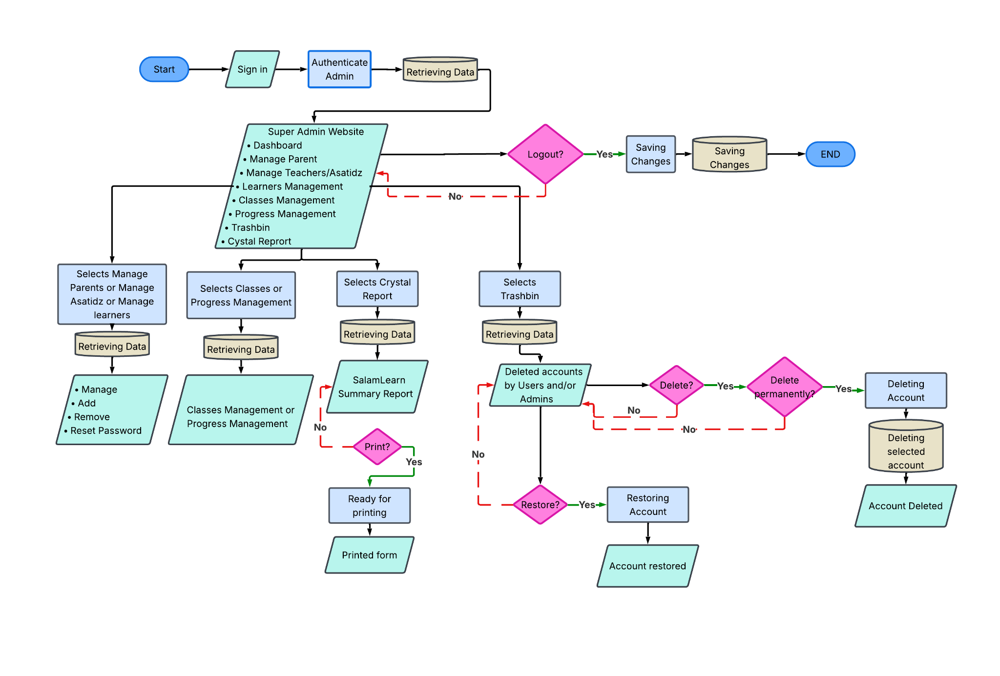 Start
Sign in
Authenticate
Admin
Retrieving Data
Super Admin Website
• Dashboard
• Manage Parent
• Manage Teachers/Asatidz
• Learners Management
• Classes Management
• Progress Management
• Trashbin
• Cystal Reprort
Logout?
Yes
Saving
Changes
Saving
Changes
END
No
Selects Manage
Parents or Manage
Asatidz or Manage
learners
Retrieving Data
• Manage
• Add
• Remove
• Reset Password
Selects Classes or
Progress Management
Retrieving Data
Classes Management or
Progress Management
Selects Crystal
Report
Retrieving Data
SalamLearn
Summary Report
No
Print?
Yes
Ready for
printing
Printed form
Selects
Trashbin
Retrieving Data
Deleted accounts
by Users and/or
Admins
Delete?
Yes
Delete
permanently?
Yes
Deleting
Account
No
No
Deleting
selected
account
Account Deleted
No
Restore?
Yes
Restoring
Account
Account restored